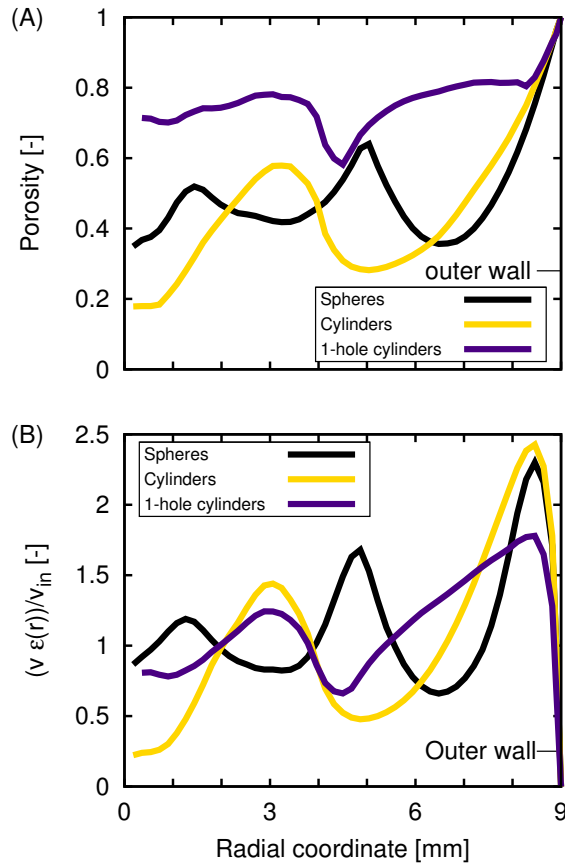 (A)
1
0.8
0.6
0.4
0.2
0
Porosity [-]
outer wall
Spheres
Cylinders
1-hole cylinders
(B)
2.5
2
1.5
1
0.5
0
(v ε(r))/v_in [-]
Spheres
Cylinders
1-hole cylinders
Outer wall
0 3 6 9
Radial coordinate [mm]